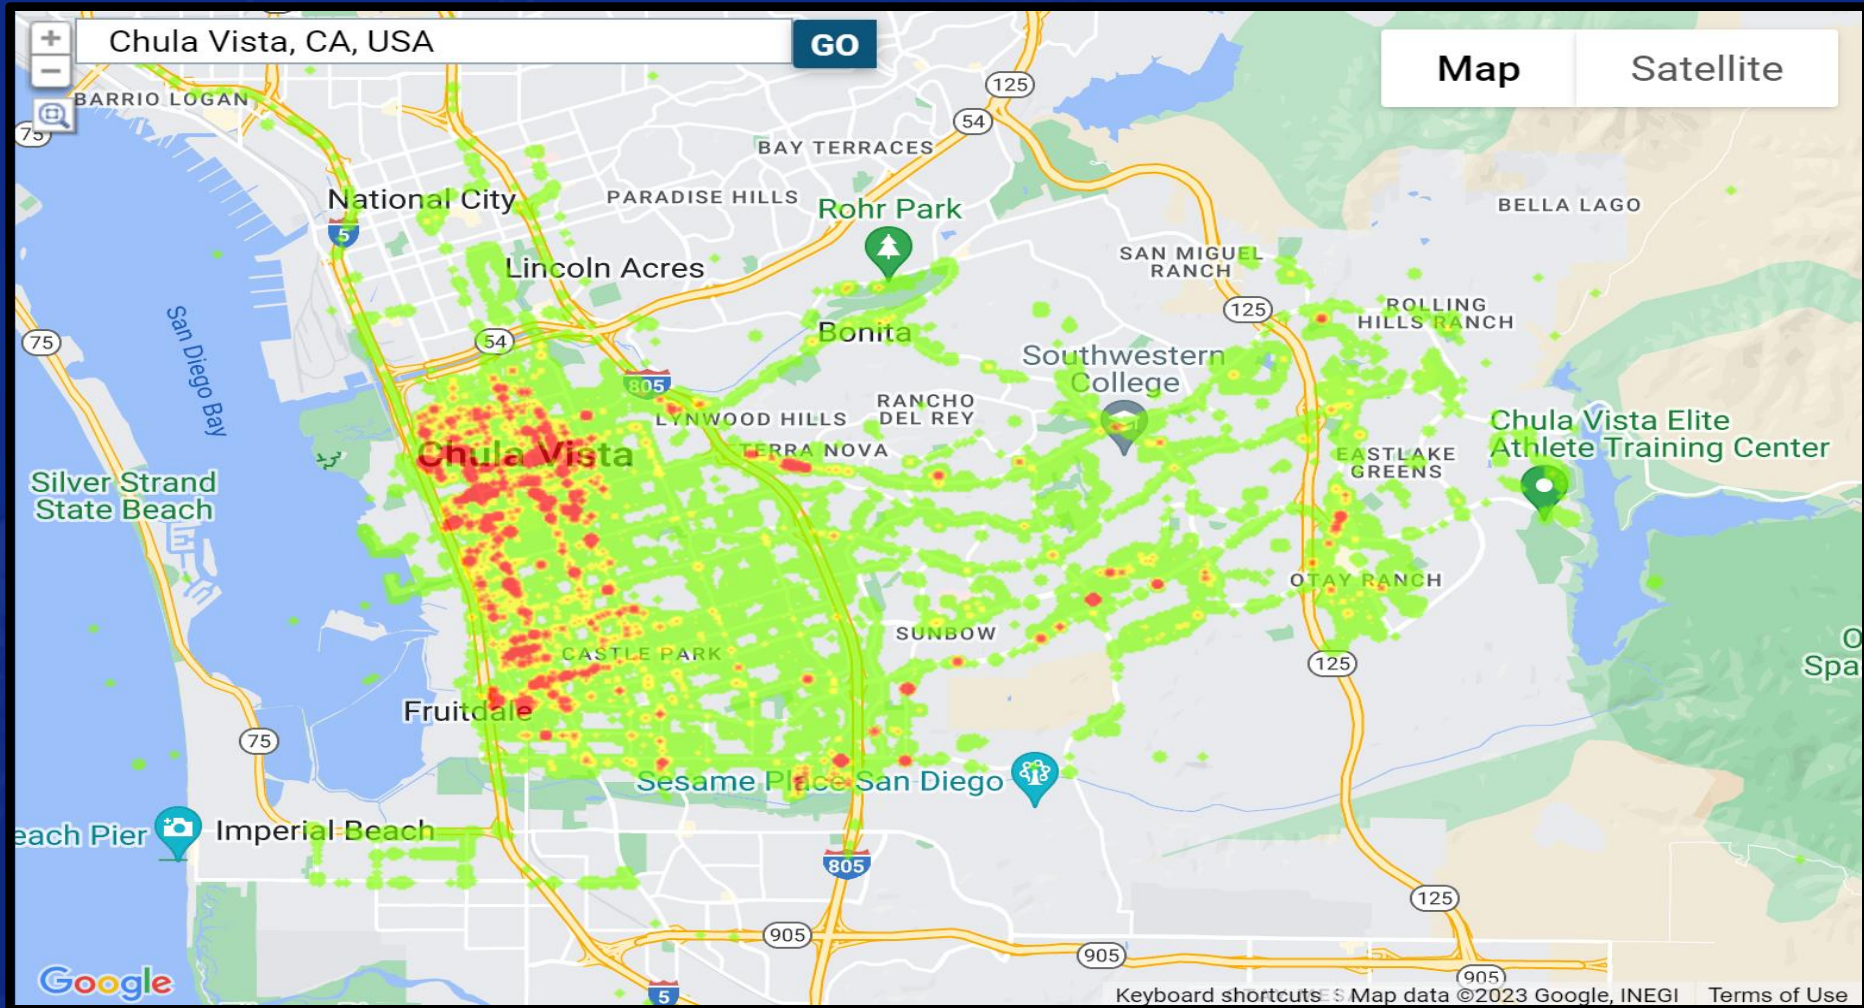 +
Chula Vista, CA, USA
GO
−
Map
Satellite
125
BARRIO LOGAN
54
75
BAY TERRACES
National City
PARADISE HILLS
Rohr Park
BELLA LAGO
5
SAN MIGUEL
RANCH
Lincoln Acres
125
ROLLING
HILLS RANCH
San Diego Bay
Bonita
75
54
Southwestern
College
805
RANCHO
DEL REY
LYNWOOD HILLS
Chula Vista Elite
Athlete Training Center
Chula Vista
TERRA NOVA
EASTLAKE
GREENS
Silver Strand
State Beach
OTAY RANCH
SUNBOW
CASTLE PARK
125
O
Spa
Fruitdale
75
Sesame Place San Diego
each Pier
Imperial Beach
805
125
905
905
905
Google
5
Keyboard shortcuts
Map data ©2023 Google, INEGI
Terms of Use